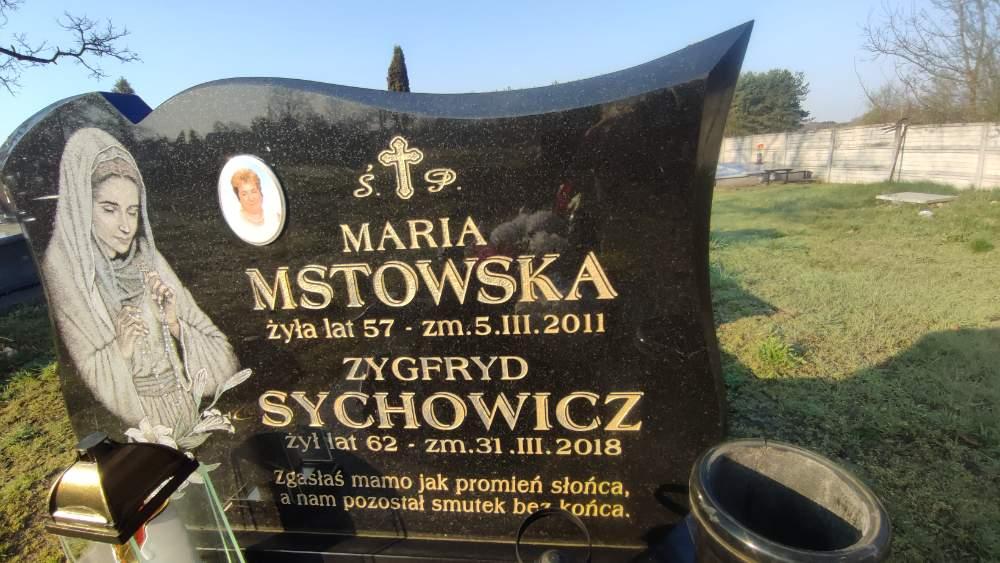 Ś. P.
MARIA
MSTOWSKA
żyła lat 57 - zm. 5. III. 2011
ZYGFRYD
SYCHOWICZ
żył lat 62 - zm. 31. III. 2018
Zgasłaś mamo jak promień słońca,
a nam pozostał smutek bez końca.